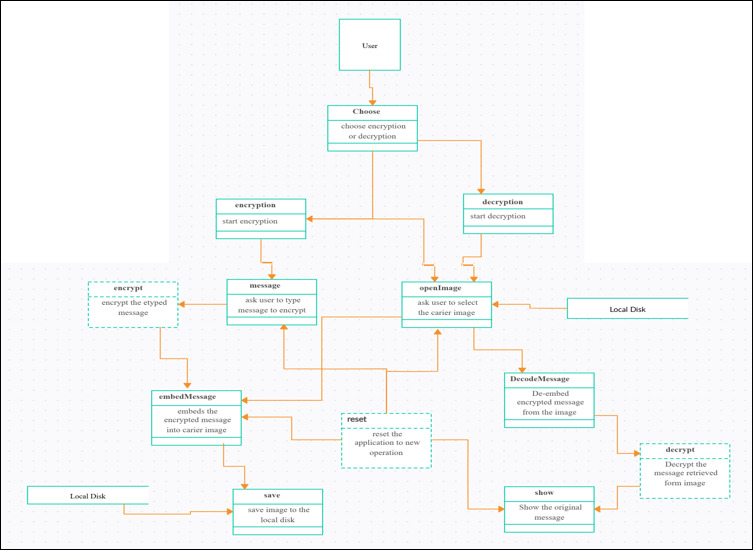 User
Choose
choose encryption
or decryption
encryption
start encryption
decryption
start decryption
encrypt
encrypt the etyped
message
message
ask user to type
message to encrypt
openImage
ask user to select
the carier image
Local Disk
embedMessage
embeds the
encrypted message
into carier image
reset
reset the
application to new
operation
DecodeMessage
De-embed
encrypted message
from the image
decrypt
Decrypt the
message retrieved
form image
Local Disk
save
save image to the
local disk
show
Show the original
message